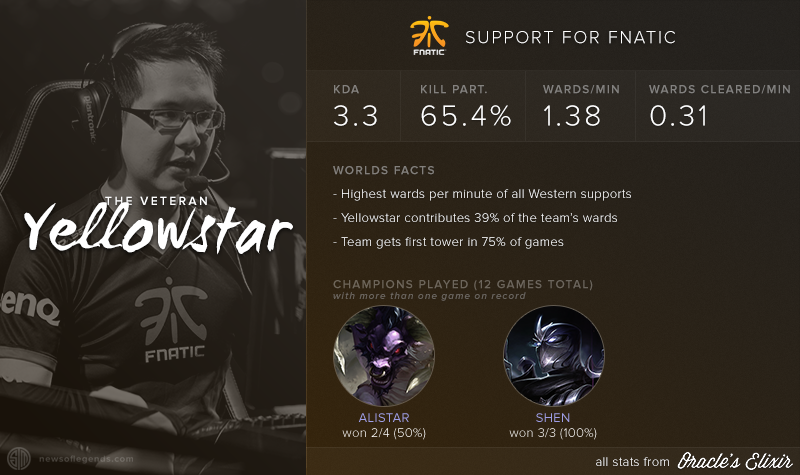 FNATIC
SUPPORT FOR FNATIC
KDA
3.3
KILL PART.
65.4%
WARDS/MIN
1.38
WARDS CLEARED/MIN
0.31
THE VETERAN
Yellowstar
BenQ
FNATIC
WORLDS FACTS
- Highest wards per minute of all Western supports
- Yellowstar contributes 39% of the team's wards
- Team gets first tower in 75% of games
CHAMPIONS PLAYED (12 GAMES TOTAL)
with more than one game on record
ALISTAR
won 2/4 (50%)
SHEN
won 3/3 (100%)
newsoflegends.com
all stats from Oracle's Elixir